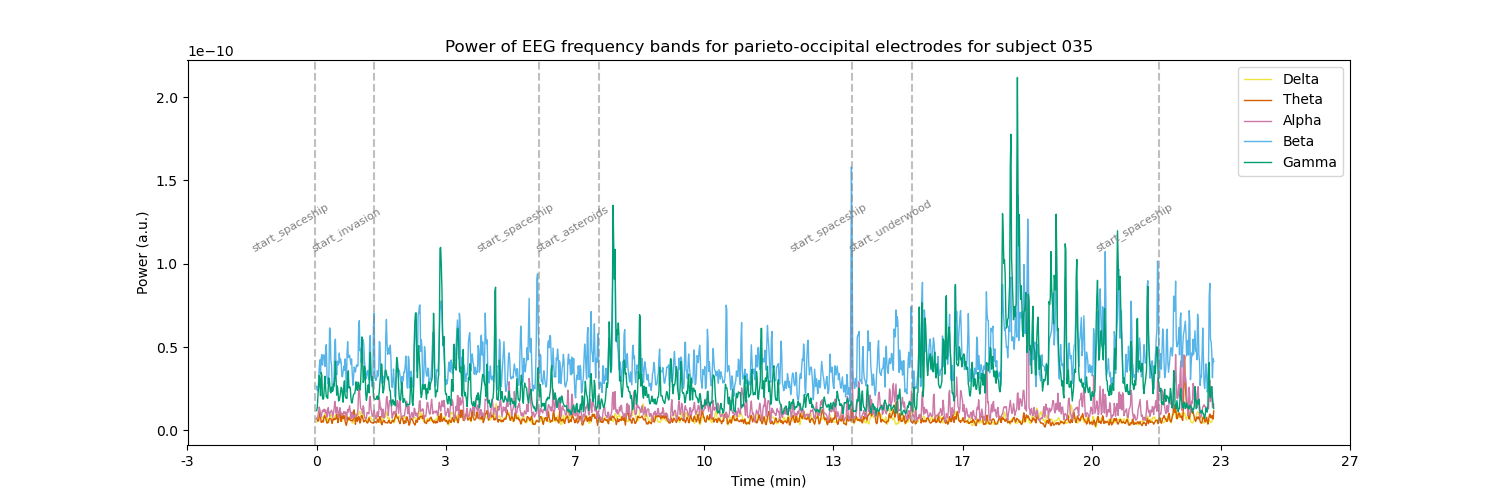 Power of EEG frequency bands for parieto-occipital electrodes for subject 035
1e−10
Delta
Theta
Alpha
Beta
Gamma
2.0
1.5
1.0
0.5
0.0
Power (a.u.)
start_spaceship
start_invasion
start_spaceship
start_asteroids
start_spaceship
start_underwood
start_spaceship
-3
0
3
7
10
13
17
20
23
27
Time (min)